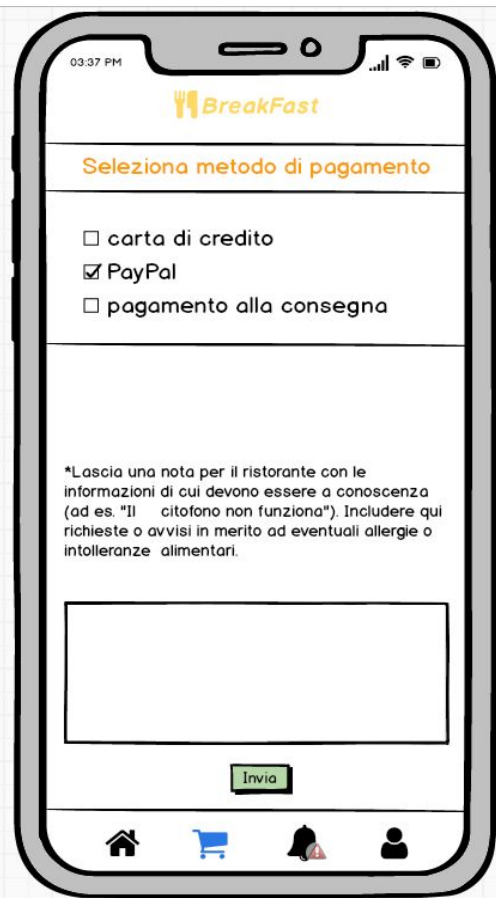 03:37 PM
BreakFast
Seleziona metodo di pagamento
carta di credito
PayPal
pagamento alla consegna
*Lascia una nota per il ristorante con le
informazioni di cui devono essere a conoscenza
(ad es. "Il citofono non funziona"). Includere qui
richieste o avvisi in merito ad eventuali allergie o
intolleranze alimentari.
Invia